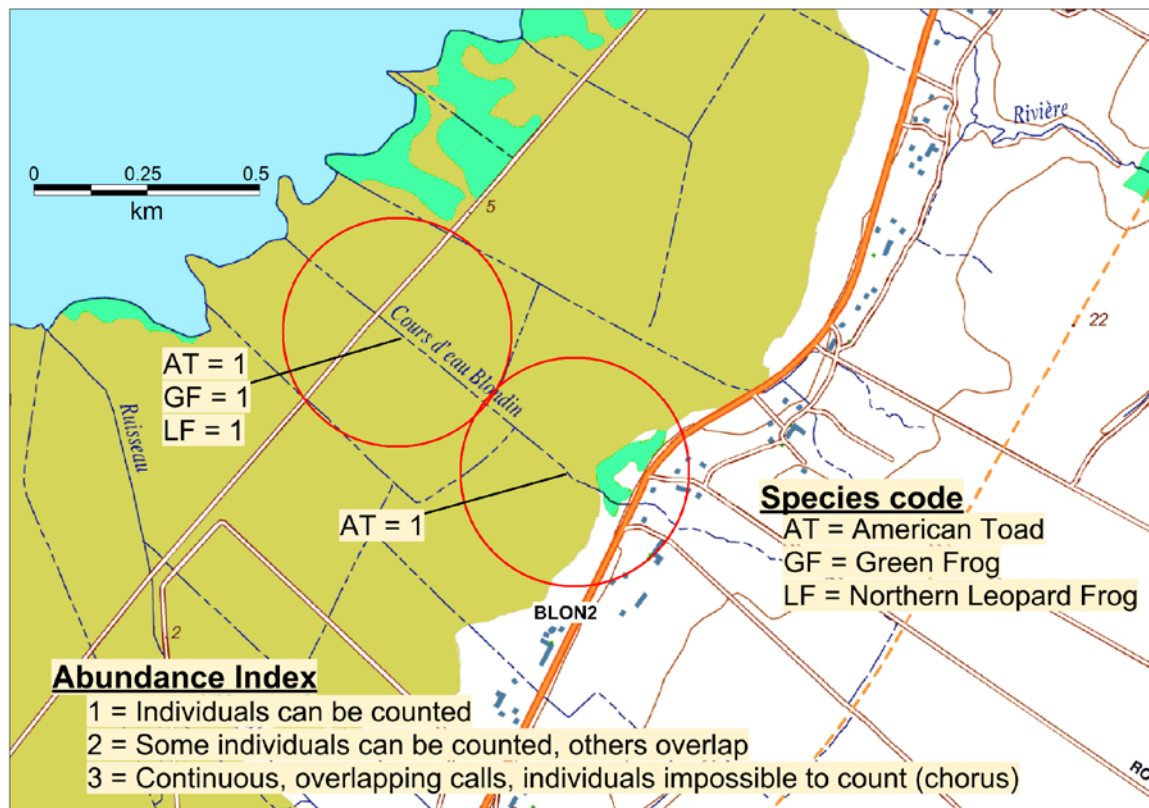 Rivière
0 0.25 0.5
km
5
Cours d'eau Blondin
22
AT = 1
GF = 1
LF = 1
Ruisseau
AT = 1
Species code
AT = American Toad
GF = Green Frog
LF = Northern Leopard Frog
BLON2
2
Abundance Index
1 = Individuals can be counted
2 = Some individuals can be counted, others overlap
3 = Continuous, overlapping calls, individuals impossible to count (chorus)
RO